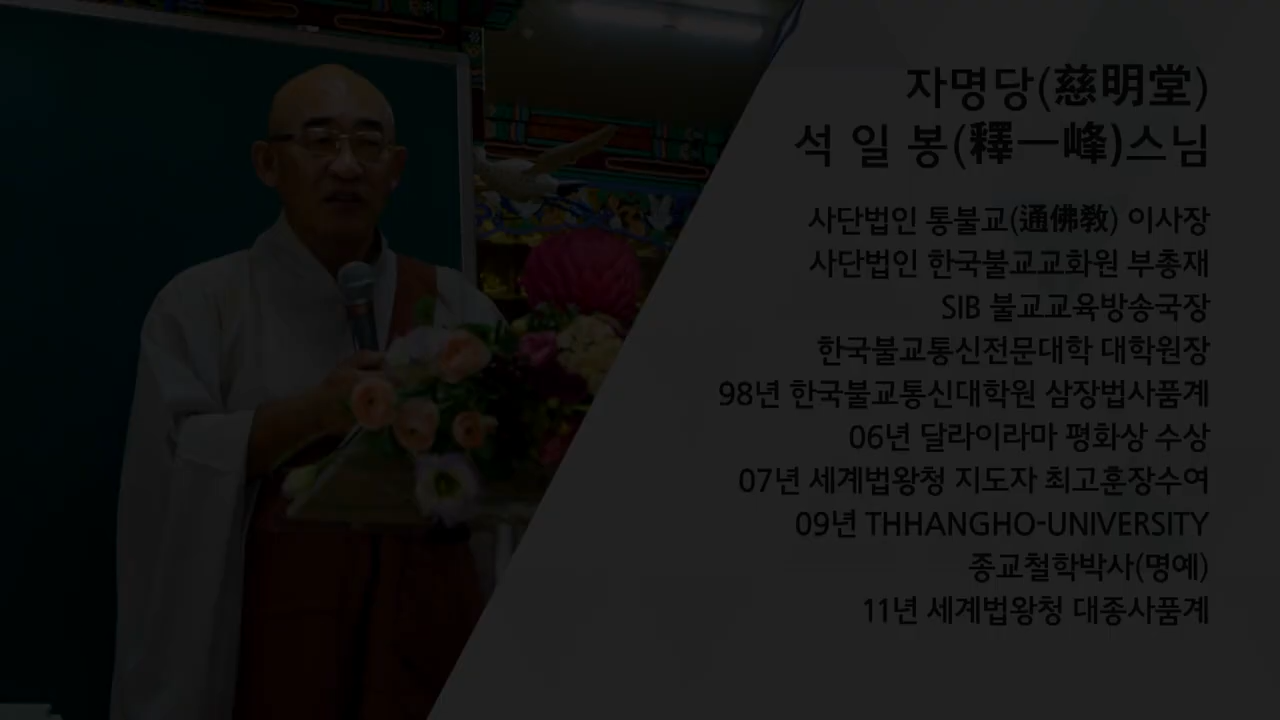 자명당(慈明堂)
석 일 봉(釋一峰)스님
사단법인 통불교(通佛敎) 이사장
사단법인 한국불교교화원 부총재
SIB 불교교육방송국장
한국불교통신전문대학 대학원장
98년 한국불교통신대학원 삼장법사품계
06년 달라이라마 평화상 수상
07년 세계법왕청 지도자 최고훈장수여
09년 THHANGHO-UNIVERSITY
종교철학박사(명예)
11년 세계법왕청 대종사품계